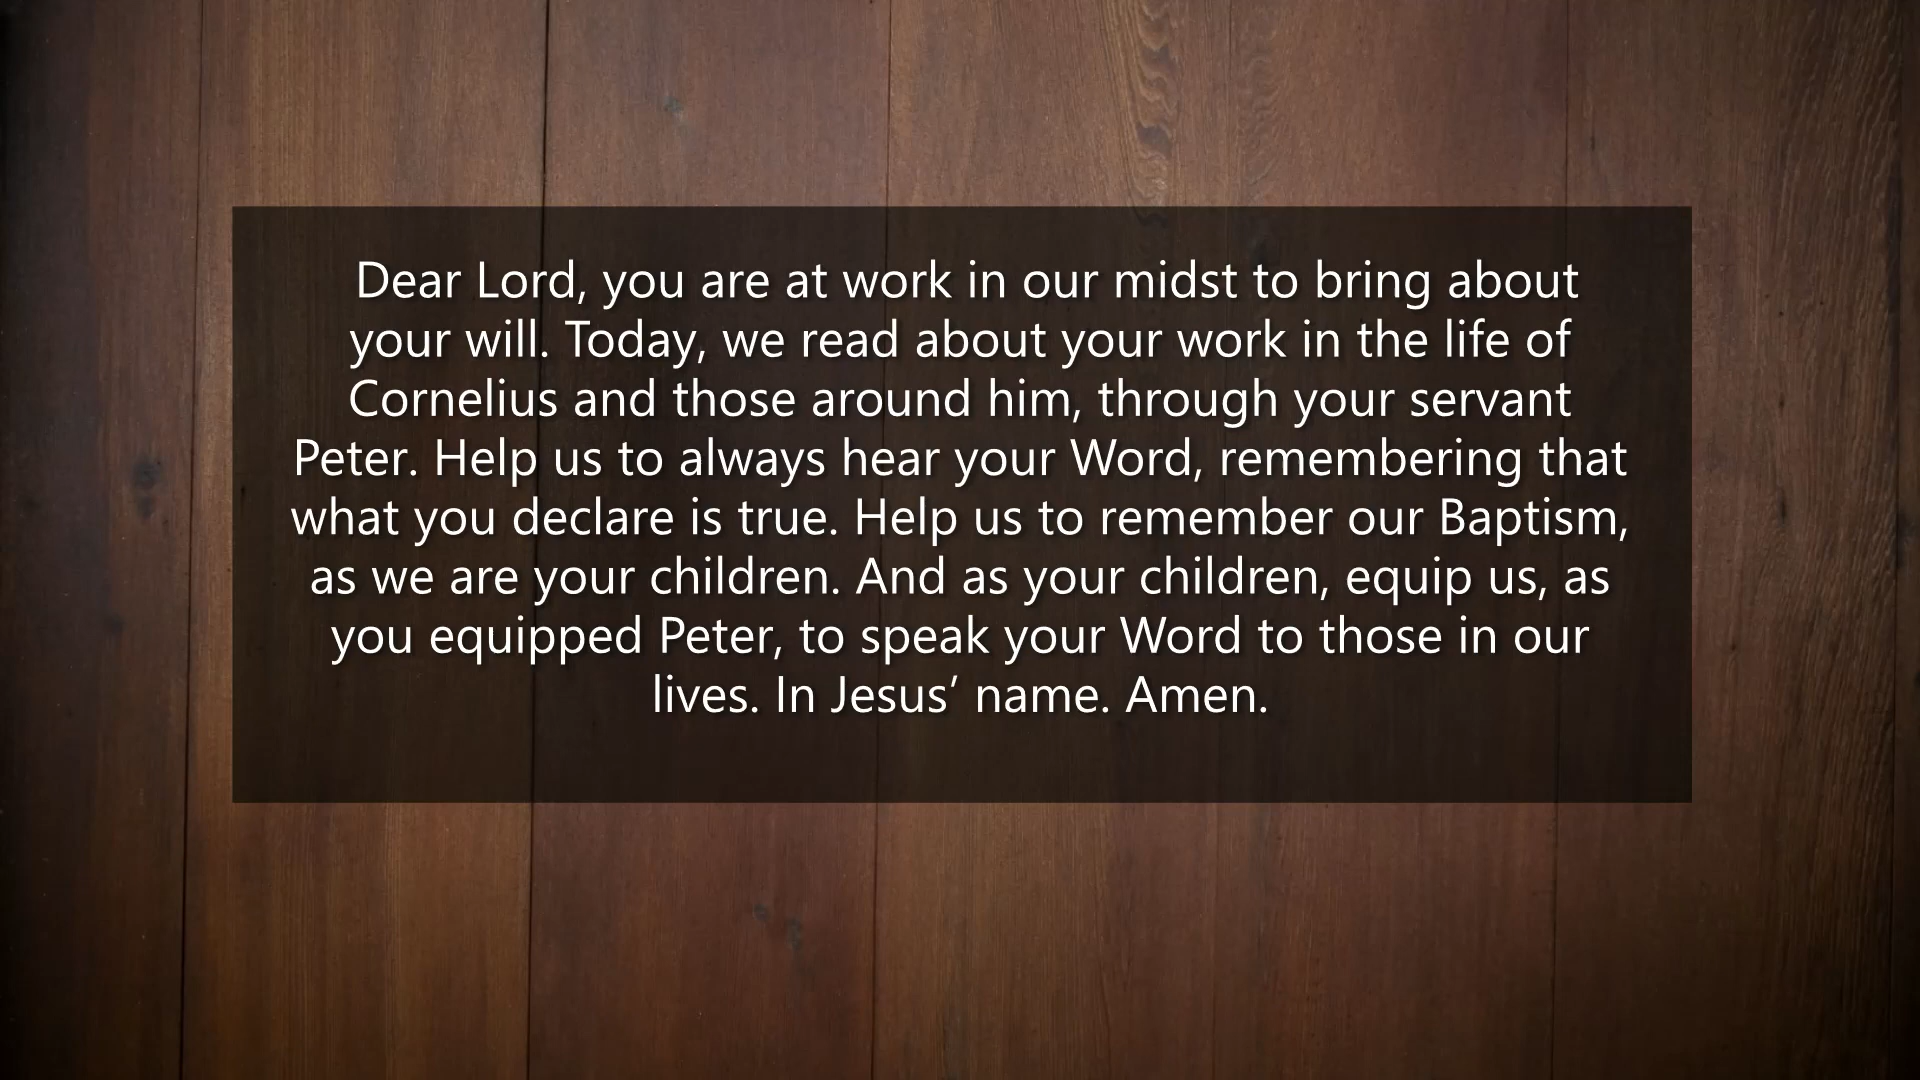 Dear Lord, you are at work in our midst to bring about
your will. Today, we read about your work in the life of
Cornelius and those around him, through your servant
Peter. Help us to always hear your Word, remembering that
what you declare is true. Help us to remember our Baptism,
as we are your children. And as your children, equip us, as
you equipped Peter, to speak your Word to those in our
lives. In Jesus’ name. Amen.